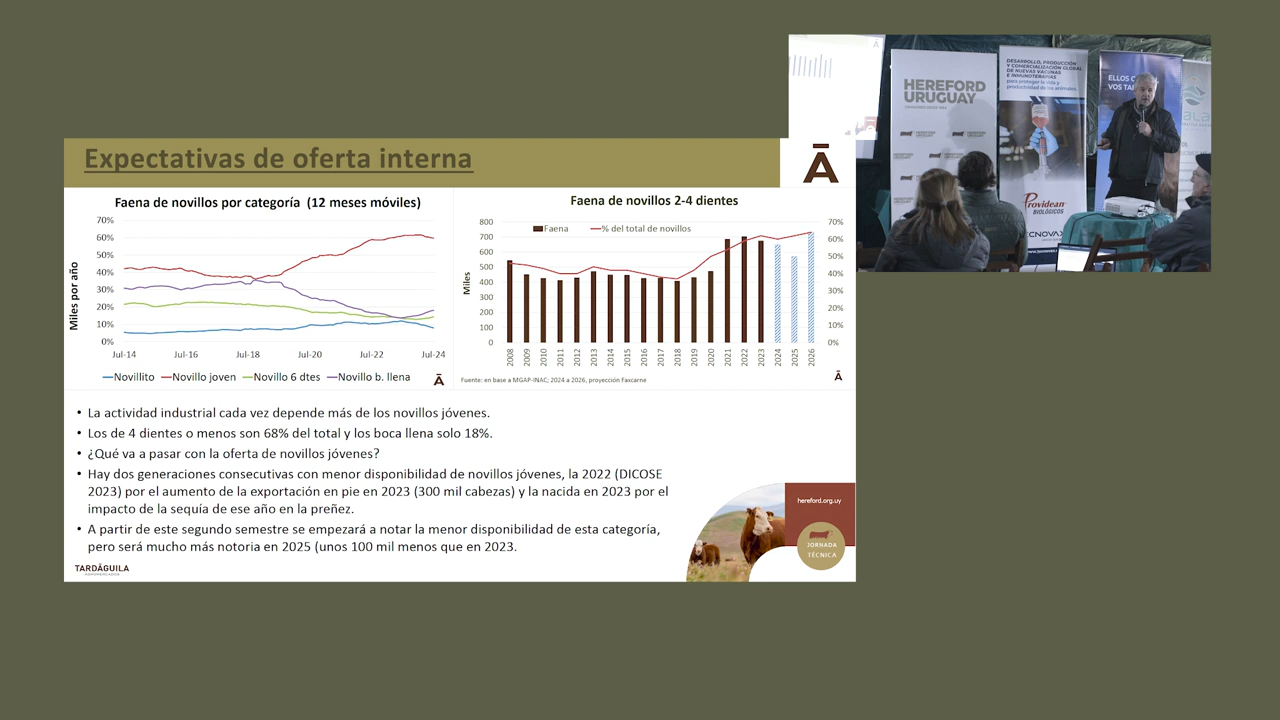 DESARROLLO, PRODUCCIÓN
Y COMERCIALIZACIÓN GLOBAL
DE NUEVAS VACUNAS
E INMUNOTERAPIAS
para proteger la vida y
productividad de los animales.
HEREFORD
URUGUAY
ELLOS
VOS
Providean
BIOLÓGICOS
TECNOVAX
Expectativas de oferta interna
Ā
Faena de novillos por categoría (12 meses móviles)
70%
60%
50%
40%
30%
20%
10%
0%
Miles por año
Jul-14 Jul-16 Jul-18 Jul-20 Jul-22 Jul-24
Novillito Novillo joven Novillo 6 dtes Novillo b. llena
Ā
Faena de novillos 2-4 dientes
Faena % del total de novillos
800
700
600
500
400
300
200
100
0
Miles
70%
60%
50%
40%
30%
20%
10%
0%
2008 2009 2010 2011 2012 2013 2014 2015 2016 2017 2018 2019 2020 2021 2022 2023 2024 2025 2026
Fuente: en base a MGAP-INAC; 2024 a 2026, proyección Faxcarne
Ā
• La actividad industrial cada vez depende más de los novillos jóvenes.
• Los de 4 dientes o menos son 68% del total y los boca llena solo 18%.
• ¿Qué va a pasar con la oferta de novillos jóvenes?
• Hay dos generaciones consecutivas con menor disponibilidad de novillos jóvenes, la 2022 (DICOSE
2023) por el aumento de la exportación en pie en 2023 (300 mil cabezas) y la nacida en 2023 por el
impacto de la sequía de ese año en la preñez.
• A partir de este segundo semestre se empezará a notar la menor disponibilidad de esta categoría,
pero será mucho más notoria en 2025 (unos 100 mil menos que en 2023.
TARDÁGUILA
AGROMERCADOS
hereford.org.uy
JORNADA
TÉCNICA